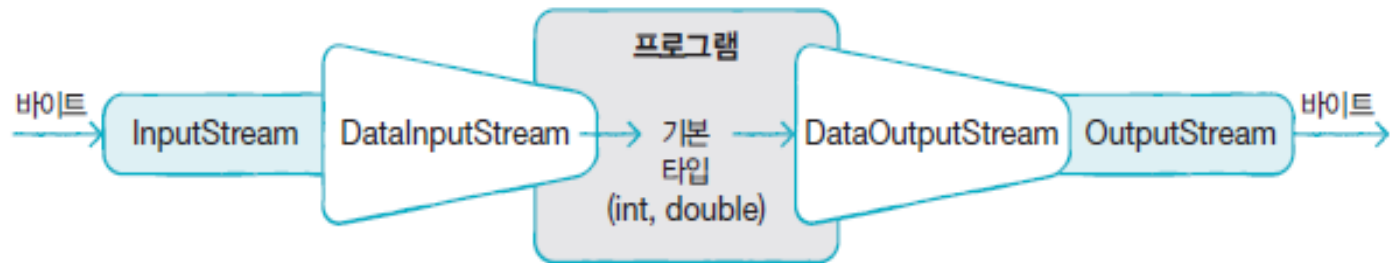 프로그램
바이트
InputStream
DataInputStream
기본
타입
(int, double)
DataOutputStream
OutputStream
바이트